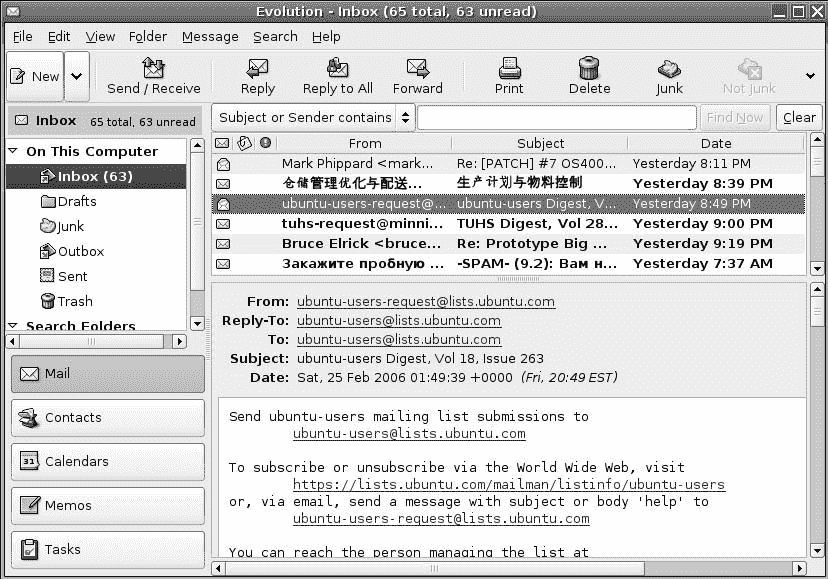 Evolution - Inbox (65 total, 63 unread)
File Edit View Folder Message Search Help
New Send / Receive Reply Reply to All Forward Print Delete Junk Not Junk
Inbox 65 total, 63 unread
Subject or Sender contains Find Now Clear
On This Computer
Inbox (63)
Drafts
Junk
Outbox
Sent
Trash
Search Folders
Mail
Contacts
Calendars
Memos
Tasks
From Subject Date
Mark Phippard <mark... Re: [PATCH] #7 OS400... Yesterday 8:11 PM
仓储管理优化与配送... 生产计划与物料控制 Yesterday 8:39 PM
ubuntu-users-request@... ubuntu-users Digest, V... Yesterday 8:49 PM
tuhs-request@minni... TUHS Digest, Vol 28... Yesterday 9:00 PM
Bruce Elrick <bruce... Re: Prototype Big ... Yesterday 9:19 PM
Закажите пробную ... -SPAM- (9.2): Вам н... Yesterday 7:37 AM
From: ubuntu-users-request@lists.ubuntu.com
Reply-To: ubuntu-users@lists.ubuntu.com
To: ubuntu-users@lists.ubuntu.com
Subject: ubuntu-users Digest, Vol 18, Issue 263
Date: Sat, 25 Feb 2006 01:49:39 +0000 (Fri, 20:49 EST)
Send ubuntu-users mailing list submissions to
ubuntu-users@lists.ubuntu.com
To subscribe or unsubscribe via the World Wide Web, visit
https://lists.ubuntu.com/mailman/listinfo/ubuntu-users
or, via email, send a message with subject or body 'help' to
ubuntu-users-request@lists.ubuntu.com
You can reach the person managing the list at